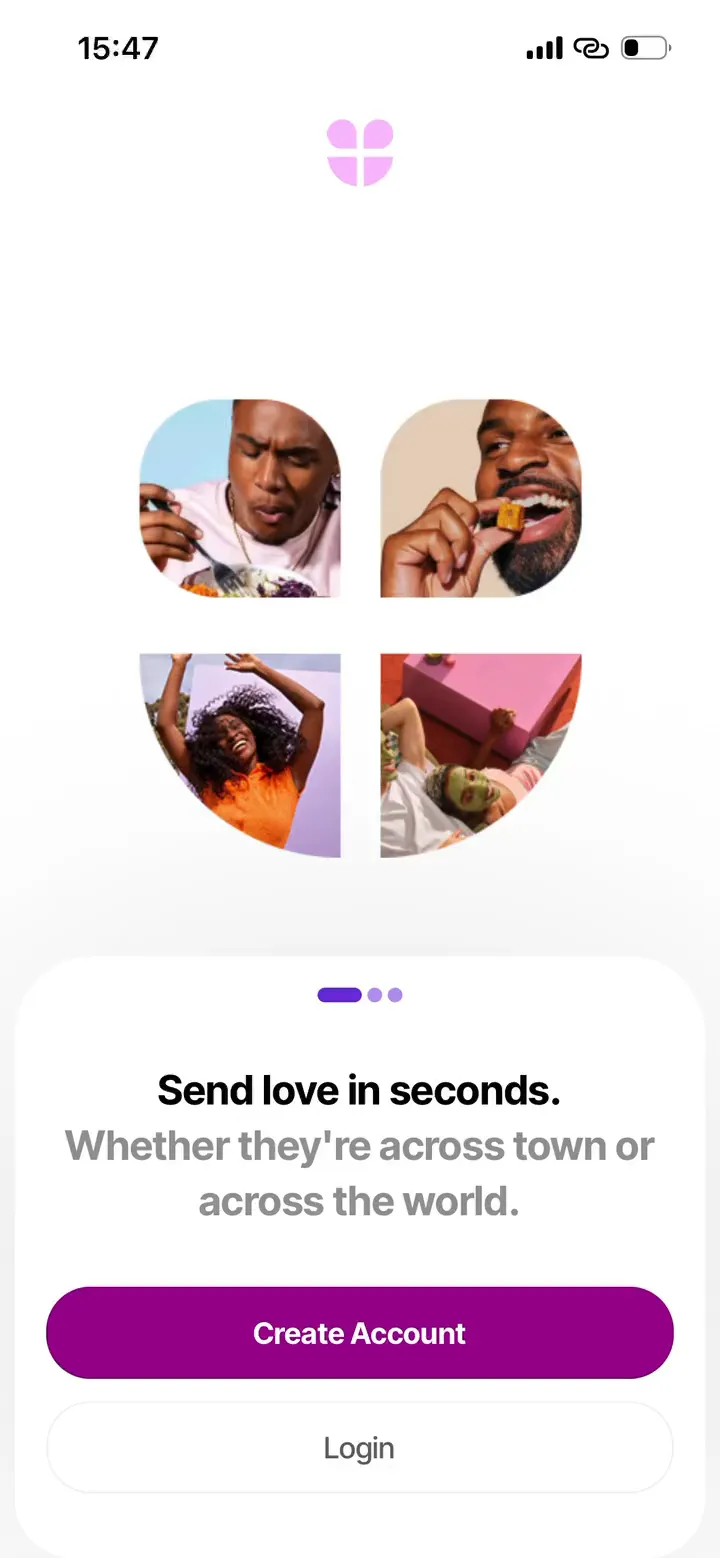 15:47
Send love in seconds.
Whether they're across town or
across the world.
Create Account
Login